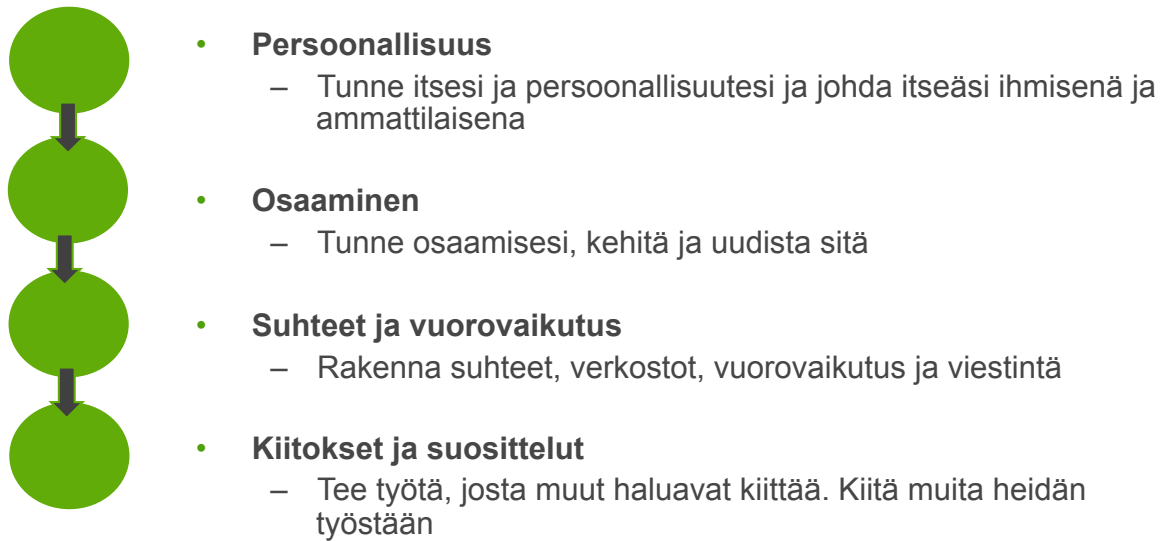 • Persoonallisuus
– Tunne itsesi ja persoonallisuutesi ja johda itseäsi ihmisenä ja
ammattilaisena
• Osaaminen
– Tunne osaamisesi, kehitä ja uudista sitä
• Suhteet ja vuorovaikutus
– Rakenna suhteet, verkostot, vuorovaikutus ja viestintä
• Kiitokset ja suosittelut
– Tee työtä, josta muut haluavat kiittää. Kiitä muita heidän
työstään